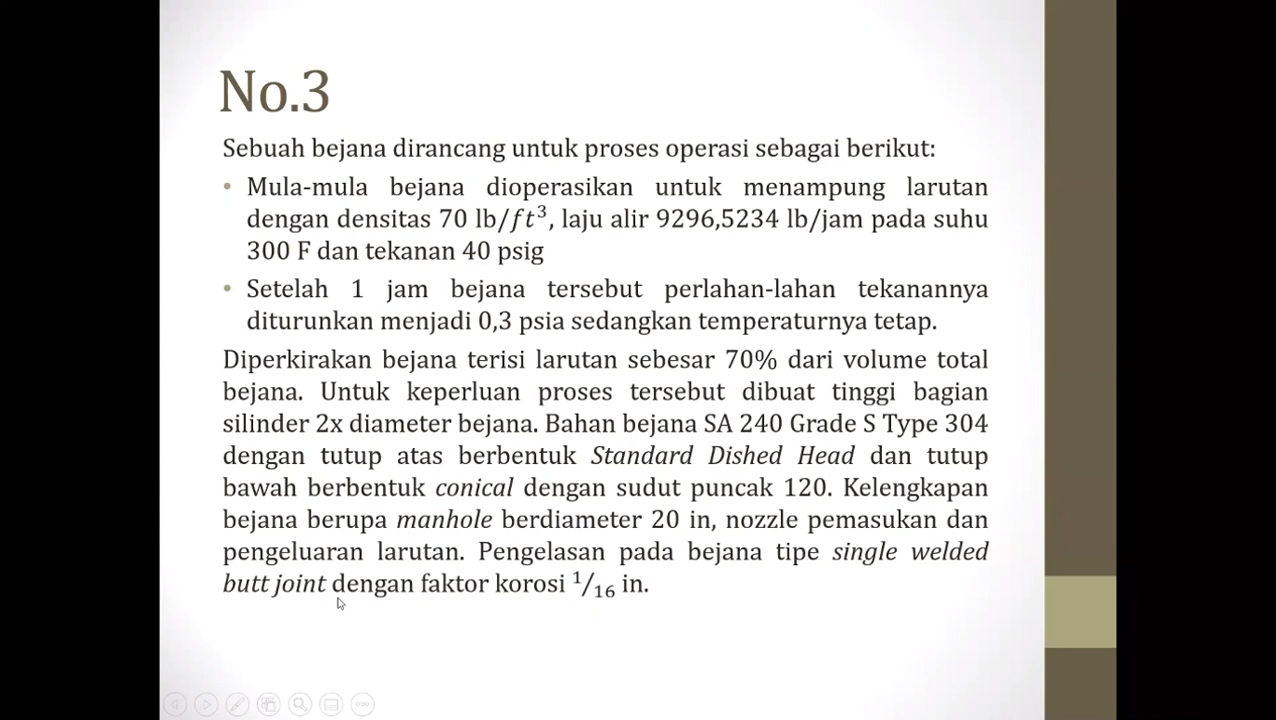 No.3
Sebuah bejana dirancang untuk proses operasi sebagai berikut:
• Mula-mula bejana dioperasikan untuk menampung larutan
dengan densitas 70 lb/ft³, laju alir 9296,5234 lb/jam pada suhu
300 F dan tekanan 40 psig
• Setelah 1 jam bejana tersebut perlahan-lahan tekanannya
diturunkan menjadi 0,3 psia sedangkan temperaturnya tetap.
Diperkirakan bejana terisi larutan sebesar 70% dari volume total
bejana. Untuk keperluan proses tersebut dibuat tinggi bagian
silinder 2x diameter bejana. Bahan bejana SA 240 Grade S Type 304
dengan tutup atas berbentuk Standard Dished Head dan tutup
bawah berbentuk conical dengan sudut puncak 120. Kelengkapan
bejana berupa manhole berdiameter 20 in, nozzle pemasukan dan
pengeluaran larutan. Pengelasan pada bejana tipe single welded
butt joint dengan faktor korosi ¹/₁₆ in.